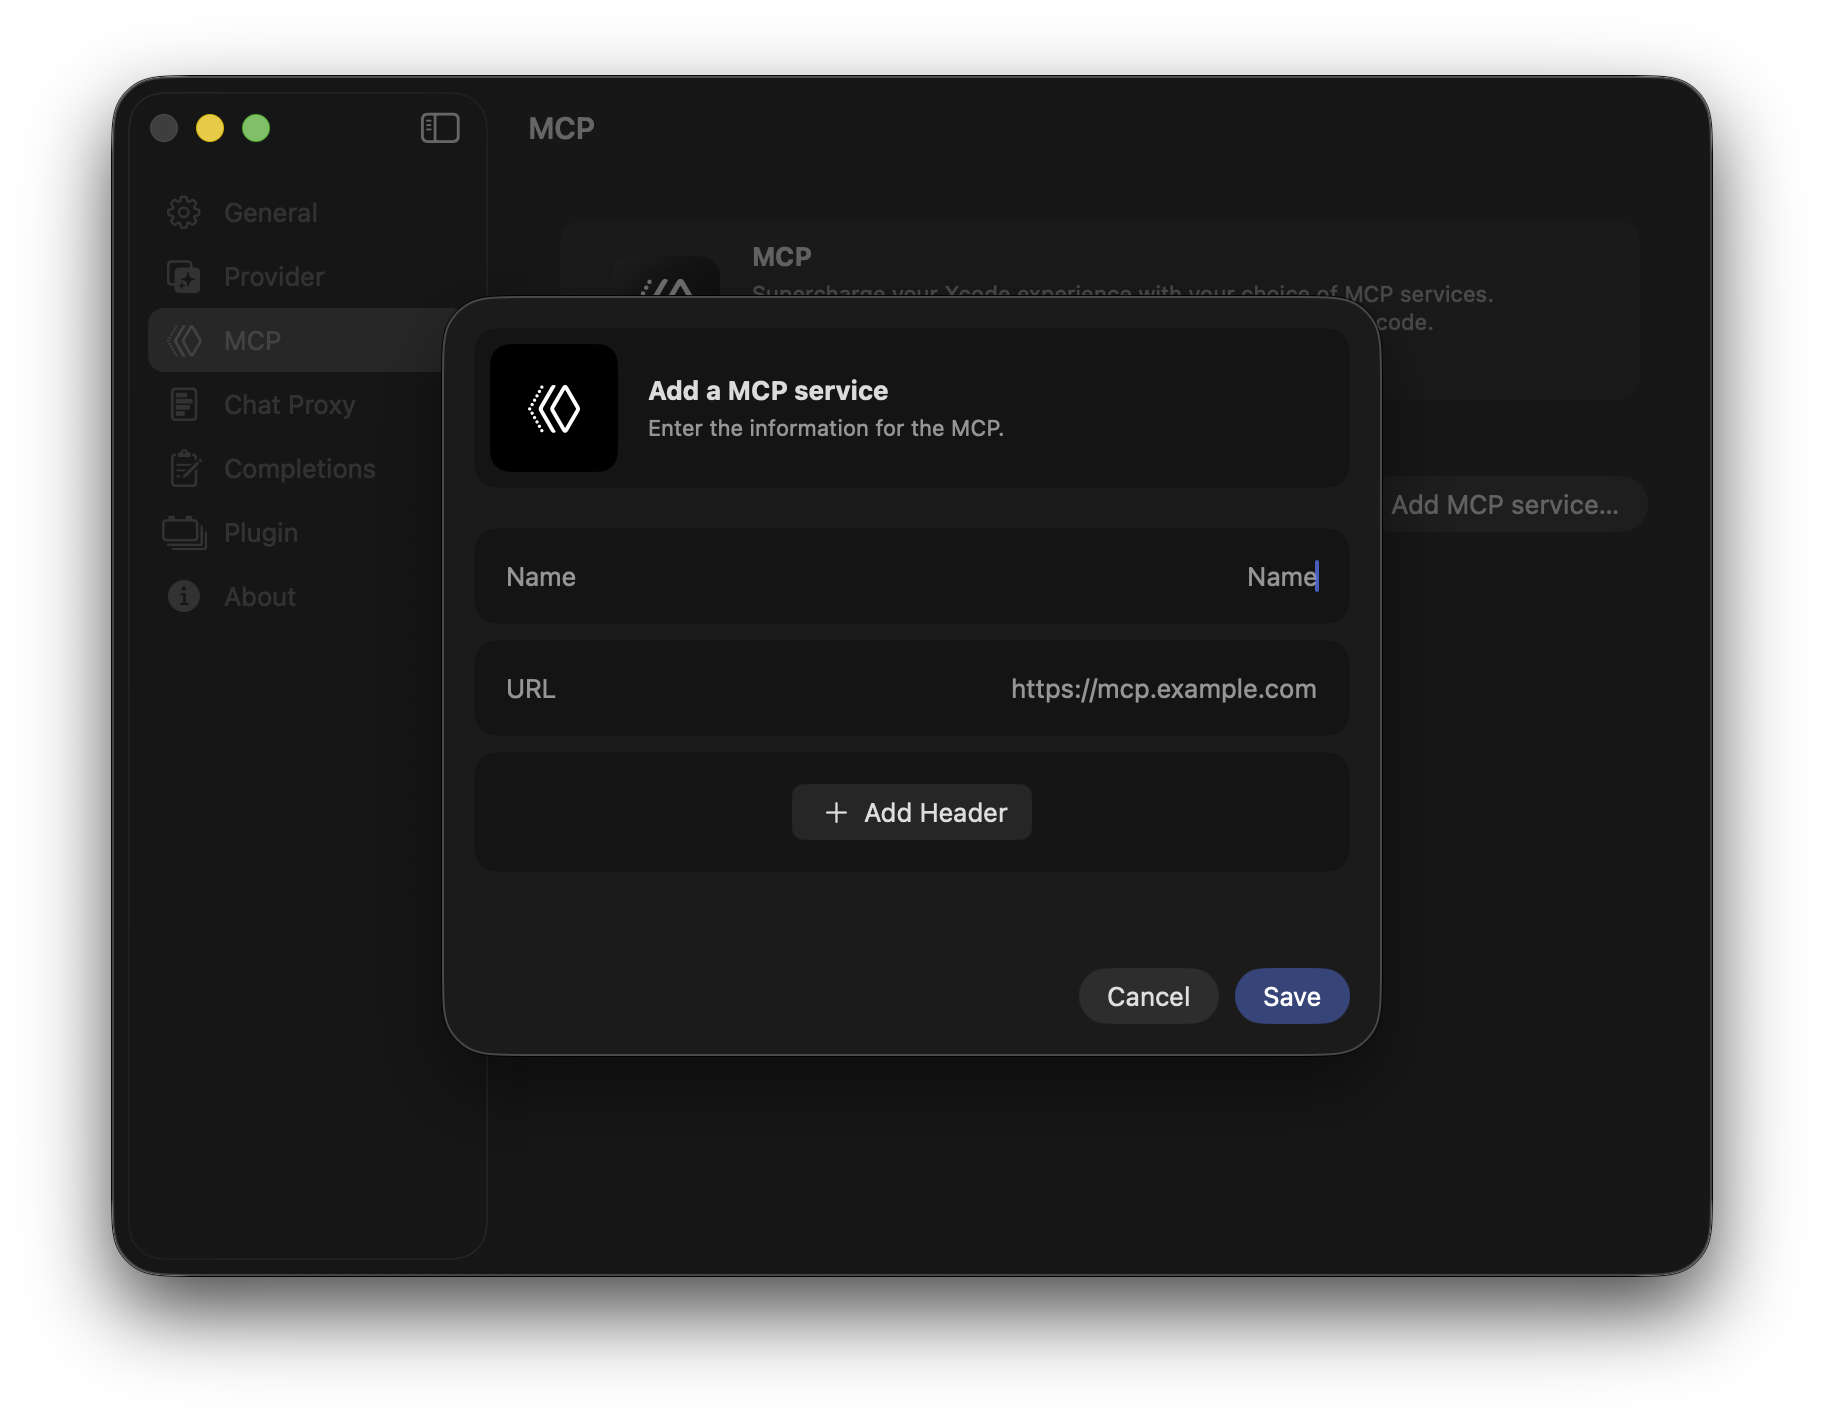 MCP
General
Provider
MCP
Chat Proxy
Completions
Plugin
About
MCP
Supercharge your Xcode experience with your choice of MCP services.
code.
Add MCP service...
Add a MCP service
Enter the information for the MCP.
Name
Name
URL
https://mcp.example.com
Add Header
Cancel
Save